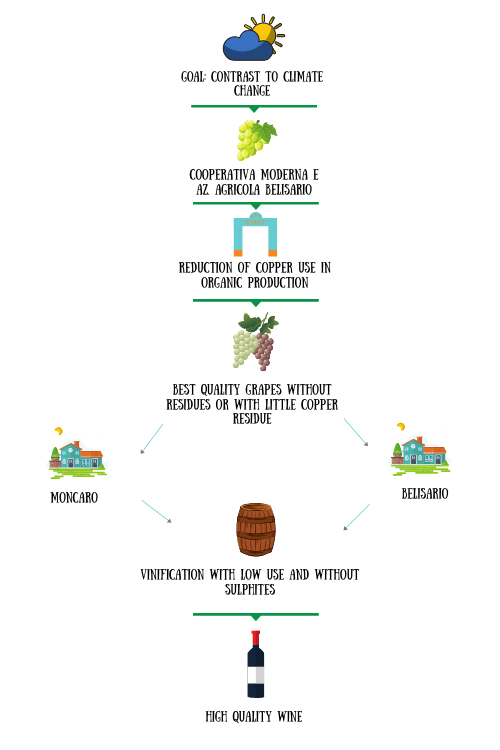 GOAL: CONTRAST TO CLIMATE
CHANGE
COOPERATIVA MODERNA E
AZ. AGRICOLA BELISARIO
REDUCTION OF COPPER USE IN
ORGANIC PRODUCTION
BEST QUALITY GRAPES WITHOUT
RESIDUES OR WITH LITTLE COPPER
RESIDUE
MONCARO
BELISARIO
VINIFICATION WITH LOW USE AND WITHOUT
SULPHITES
HIGH QUALITY WINE